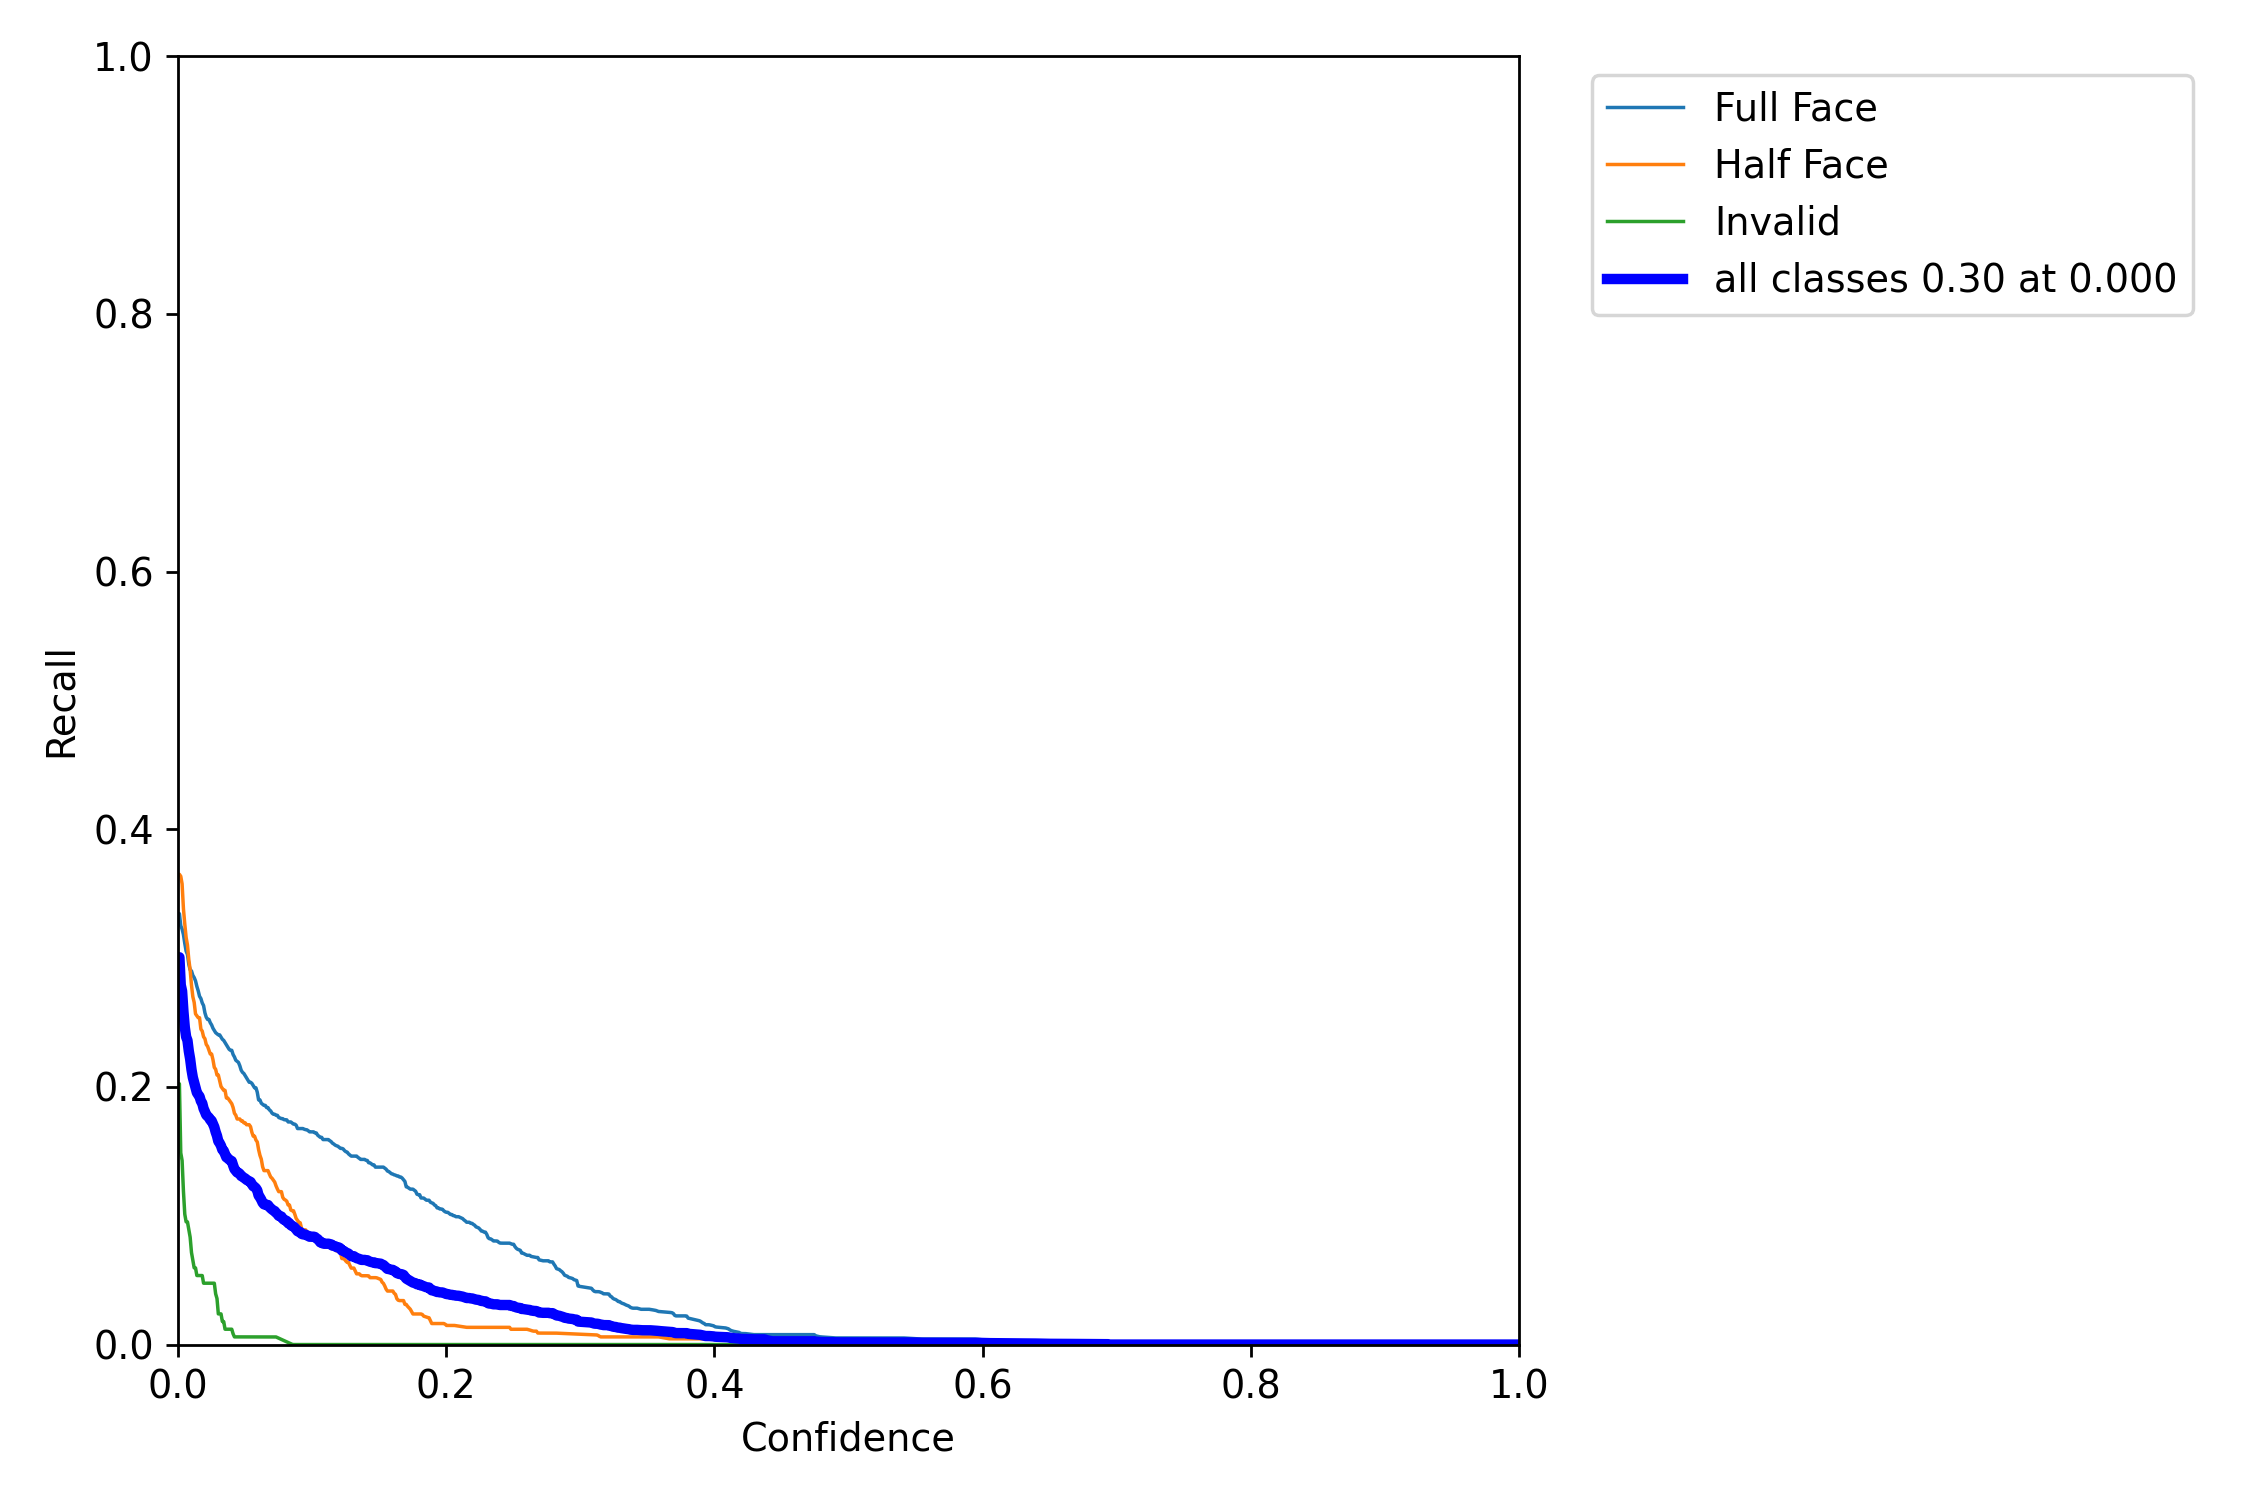 1.0
0.8
0.6
0.4
0.2
0.0
Recall
0.0 0.2 0.4 0.6 0.8 1.0
Confidence
Full Face
Half Face
Invalid
all classes 0.30 at 0.000